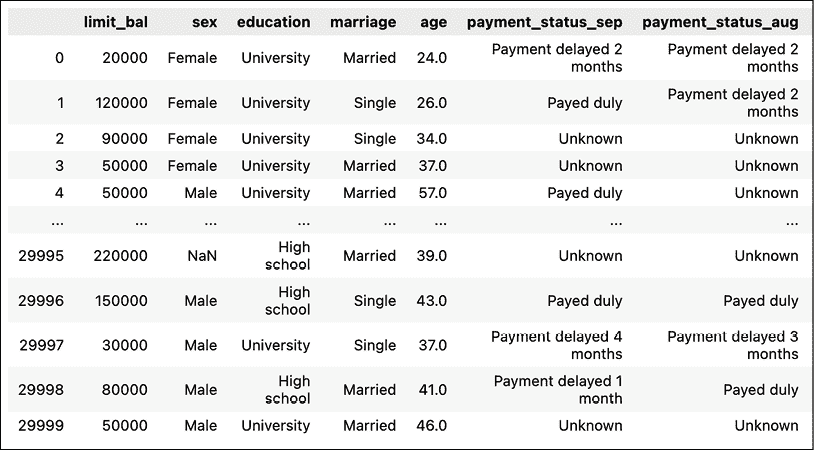 limit_bal sex education marriage age payment_status_sep payment_status_aug
0 20000 Female University Married 24.0 Payment delayed 2 months Payment delayed 2 months
1 120000 Female University Single 26.0 Payed duly Payment delayed 2 months
2 90000 Female University Single 34.0 Unknown Unknown
3 50000 Female University Married 37.0 Unknown Unknown
4 50000 Male University Married 57.0 Payed duly Unknown
... ... ... ... ... ... ... ...
29995 220000 NaN High school Married 39.0 Unknown Unknown
29996 150000 Male High school Single 43.0 Payed duly Payed duly
29997 30000 Male University Single 37.0 Payment delayed 4 months Payment delayed 3 months
29998 80000 Male High school Married 41.0 Payment delayed 1 month Payed duly
29999 50000 Male University Married 46.0 Unknown Unknown